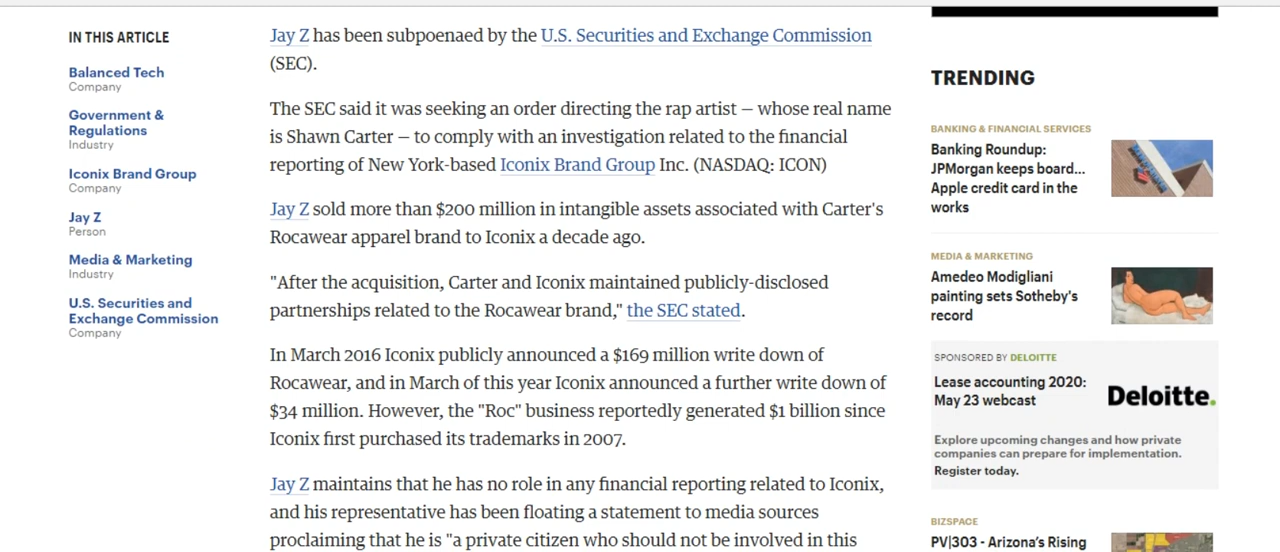 IN THIS ARTICLE
Balanced Tech
Company
Government &
Regulations
Industry
Iconix Brand Group
Company
Jay Z
Person
Media & Marketing
Industry
U.S. Securities and
Exchange Commission
Company
Jay Z has been subpoenaed by the U.S. Securities and Exchange Commission
(SEC).
The SEC said it was seeking an order directing the rap artist — whose real name
is Shawn Carter — to comply with an investigation related to the financial
reporting of New York-based Iconix Brand Group Inc. (NASDAQ: ICON)
Jay Z sold more than $200 million in intangible assets associated with Carter's
Rocawear apparel brand to Iconix a decade ago.
"After the acquisition, Carter and Iconix maintained publicly-disclosed
partnerships related to the Rocawear brand," the SEC stated.
In March 2016 Iconix publicly announced a $169 million write down of
Rocawear, and in March of this year Iconix announced a further write down of
$34 million. However, the "Roc" business reportedly generated $1 billion since
Iconix first purchased its trademarks in 2007.
Jay Z maintains that he has no role in any financial reporting related to Iconix,
and his representative has been floating a statement to media sources
proclaiming that he is "a private citizen who should not be involved in this
TRENDING
BANKING & FINANCIAL SERVICES
Banking Roundup:
JPMorgan keeps board...
Apple credit card in the
works
MEDIA & MARKETING
Amedeo Modigliani
painting sets Sotheby's
record
SPONSORED BY DELOITTE
Lease accounting 2020:
May 23 webcast
Deloitte.
Explore upcoming changes and how private
companies can prepare for implementation.
Register today.
BIZSPACE
PV|303 - Arizona's Rising